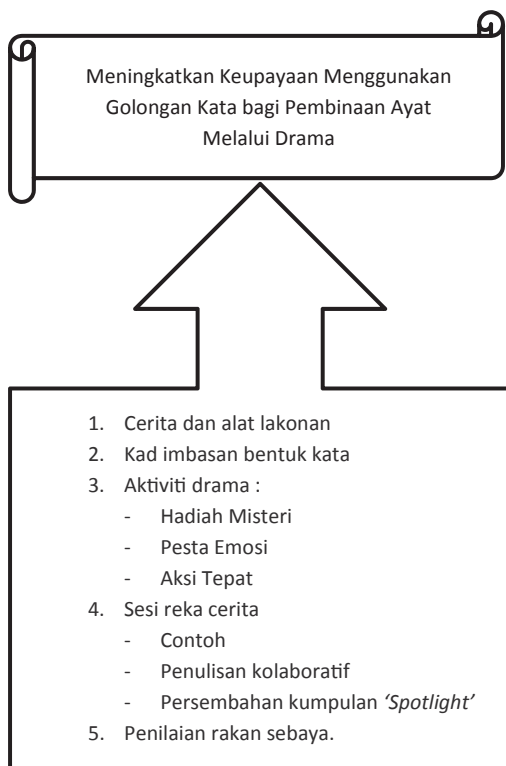 Meningkatkan Keupayaan Menggunakan
Golongan Kata bagi Pembinaan Ayat
Melalui Drama
1. Cerita dan alat lakonan
2. Kad imbasan bentuk kata
3. Aktiviti drama :
- Hadiah Misteri
- Pesta Emosi
- Aksi Tepat
4. Sesi reka cerita
- Contoh
- Penulisan kolaboratif
- Persembahan kumpulan ‘Spotlight’
5. Penilaian rakan sebaya.